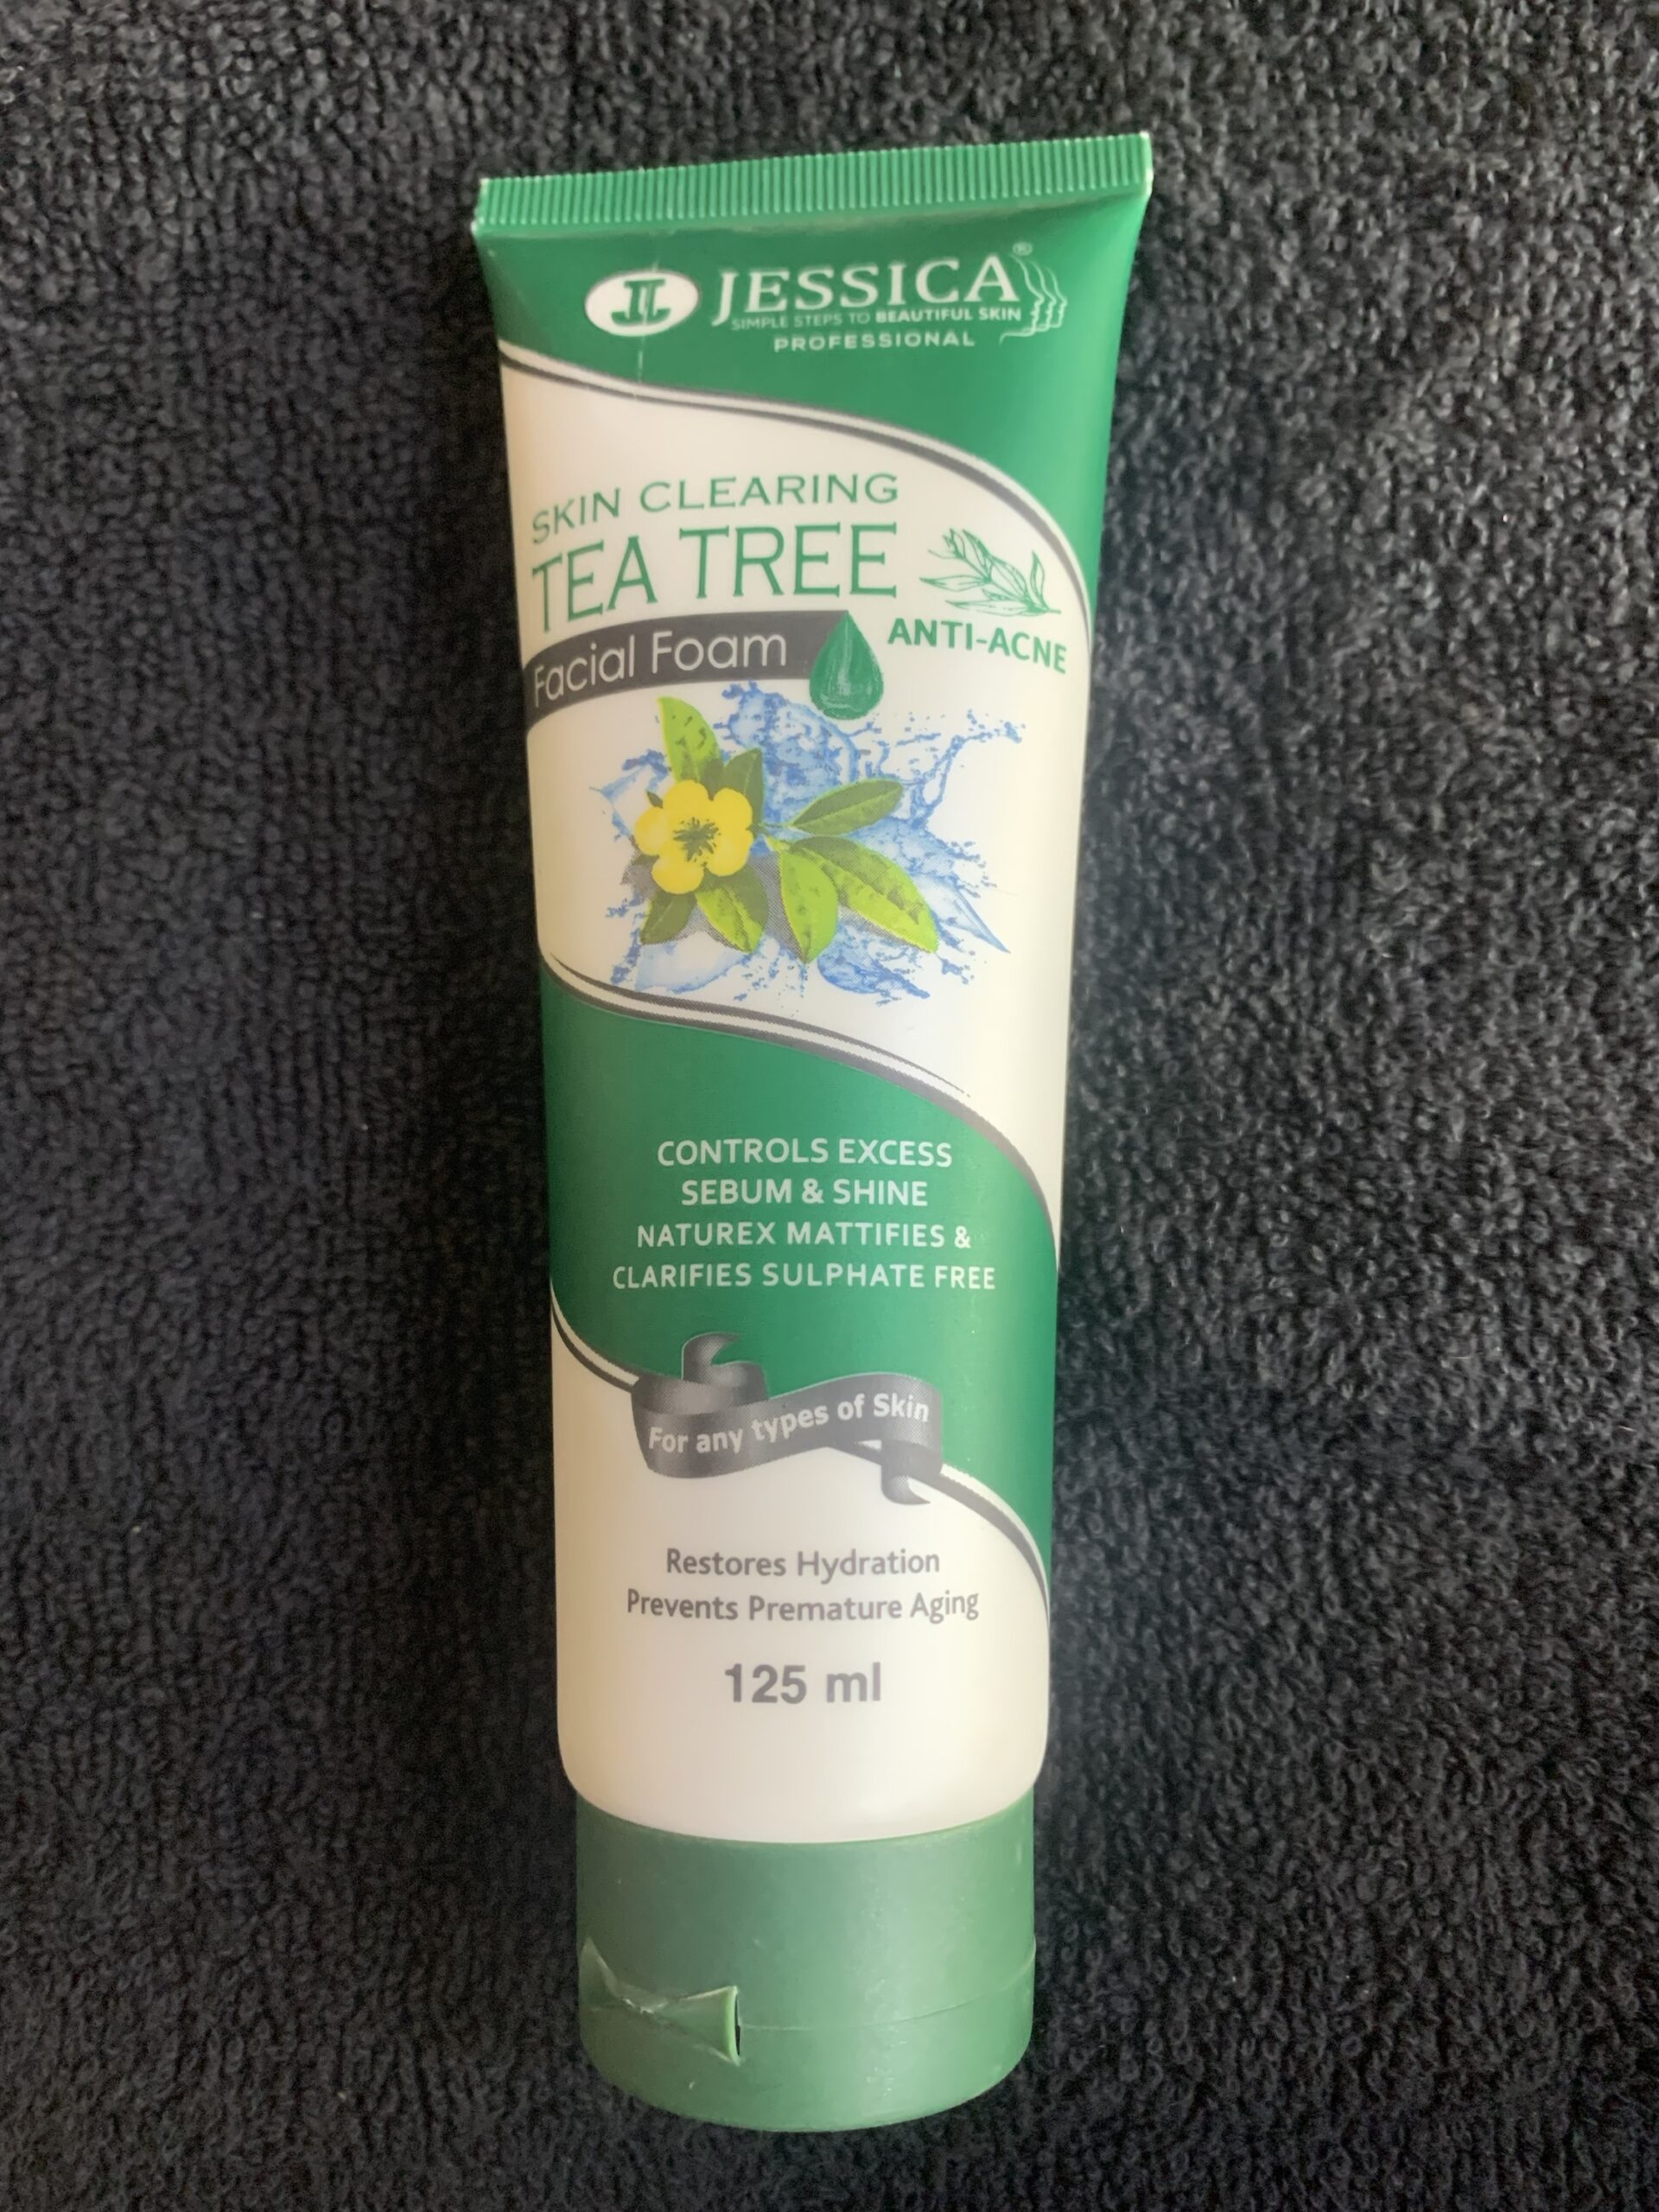 JL JESSICA®
SIMPLE STEPS TO BEAUTIFUL SKIN
PROFESSIONAL
SKIN CLEARING
TEA TREE
Facial Foam
ANTI-ACNE
CONTROLS EXCESS
SEBUM & SHINE
NATUREX MATTIFIES &
CLARIFIES SULPHATE FREE
For any types of Skin
Restores Hydration
Prevents Premature Aging
125 ml